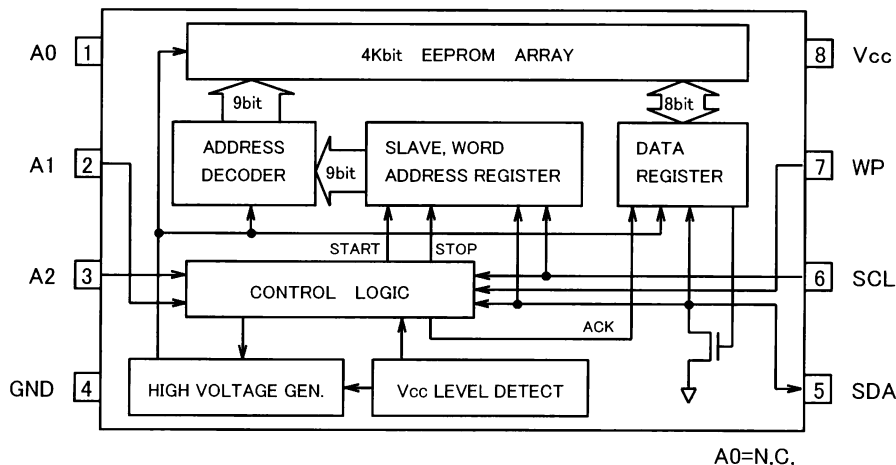 A0 1 4Kbit EEPROM ARRAY 8 Vcc
9bit 8bit
A1 2 ADDRESS DECODER 9bit SLAVE, WORD ADDRESS REGISTER DATA REGISTER 7 WP
START STOP
A2 3 CONTROL LOGIC 6 SCL
ACK
GND 4 HIGH VOLTAGE GEN. Vcc LEVEL DETECT 5 SDA
A0=N.C.